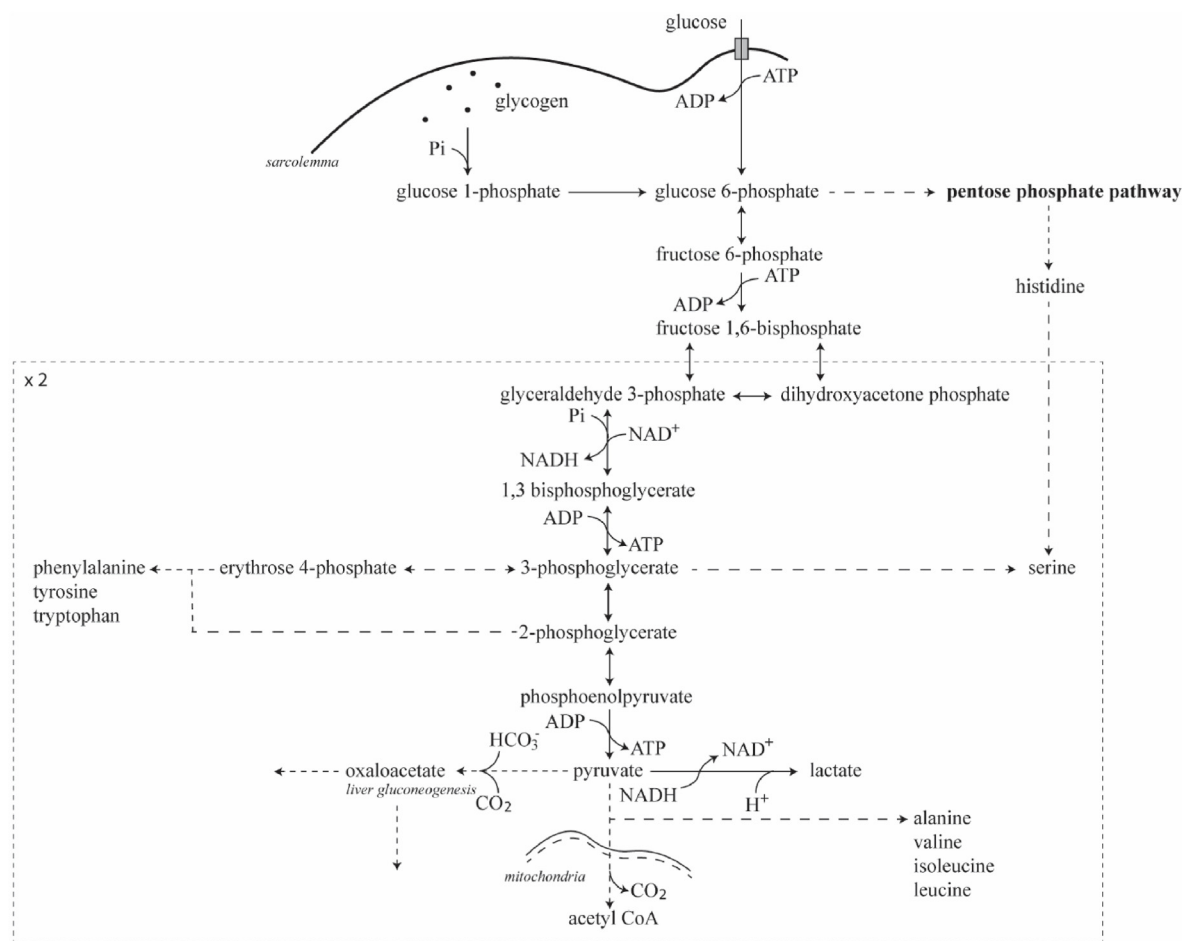 glucose
ATP
ADP
glycogen
Pi
sarcolemma
glucose 1-phosphate
glucose 6-phosphate
pentose phosphate pathway
fructose 6-phosphate
ATP
ADP
histidine
fructose 1,6-bisphosphate
x 2
glyceraldehyde 3-phosphate
dihydroxyacetone phosphate
Pi
NAD+
NADH
1,3 bisphosphoglycerate
ADP
ATP
phenylalanine
tyrosine
tryptophan
erythrose 4-phosphate
3-phosphoglycerate
serine
2-phosphoglycerate
phosphoenolpyruvate
ADP
ATP
HCO3-
NAD+
oxaloacetate
liver gluconeogenesis
pyruvate
lactate
CO2
NADH
H+
alanine
valine
isoleucine
leucine
mitochondria
CO2
acetyl CoA